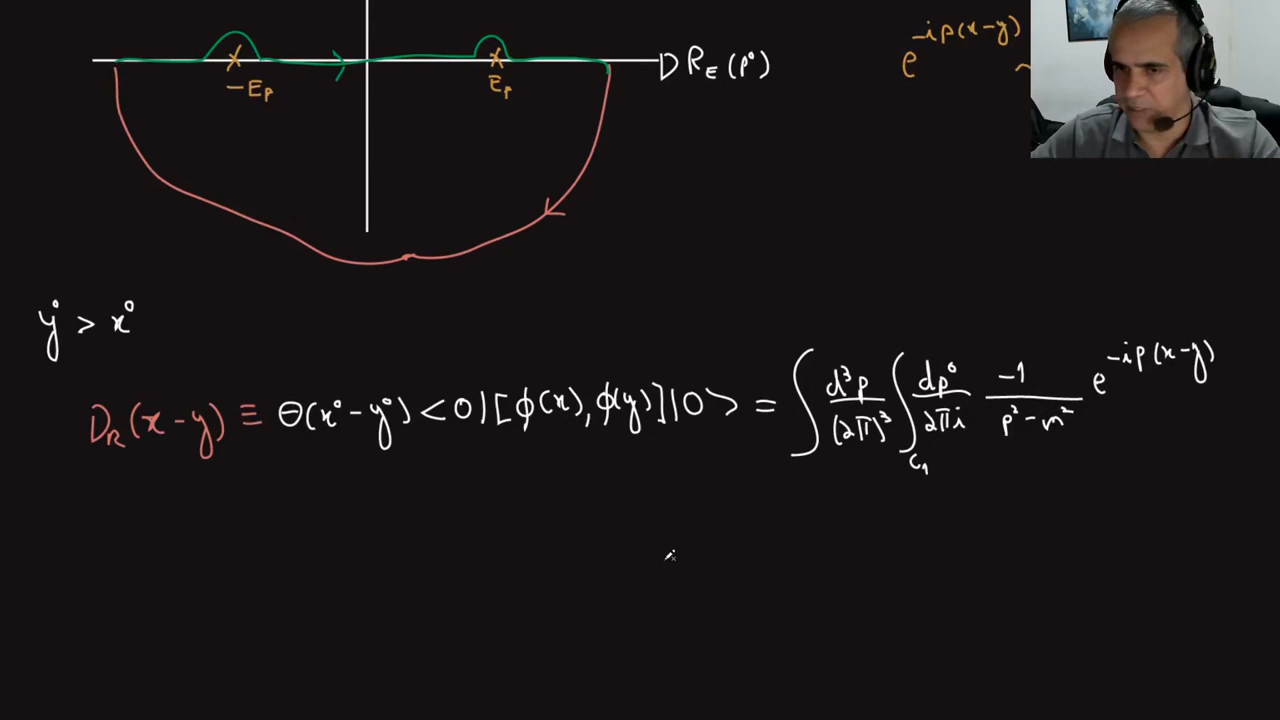 -E_p E_p Re(p⁰) e^{-ip(x-y)} ~
y⁰ > x⁰
D_R(x-y) ≡ θ(x⁰-y⁰) <0|[ϕ(x), ϕ(y)]|0> = ∫ d³p/(2π)³ ∫_{C₁} dp⁰/2πi -1/(p²-m²) e^{-ip(x-y)}